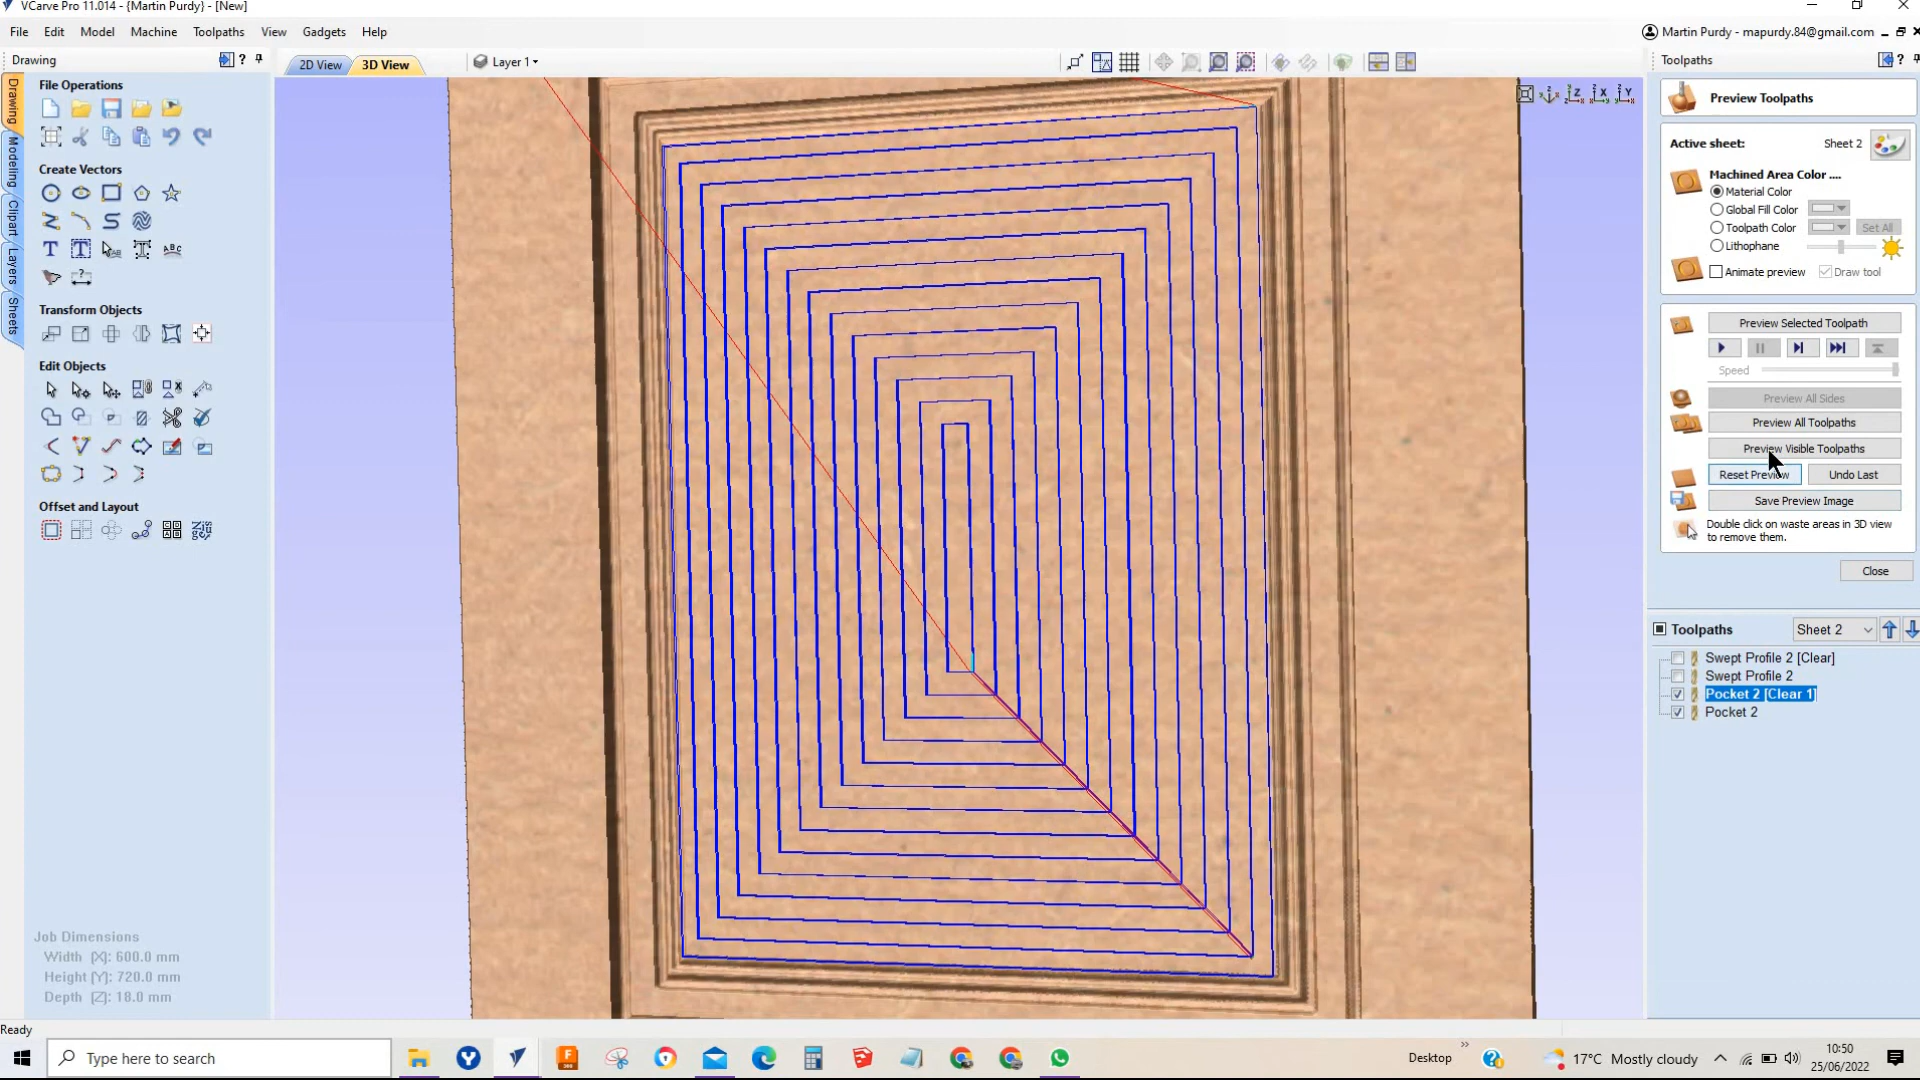 VCarve Pro 11.014 - {Martin Purdy} - [New]
File Edit Model Machine Toolpaths View Gadgets Help
Martin Purdy - mapurdy.84@gmail.com
Drawing
2D View
3D View
Layer 1
Toolpaths
Drawing
Modeling
Clipart
Layers
Sheets
File Operations
Create Vectors
Transform Objects
Edit Objects
Offset and Layout
Job Dimensions
Width [X]: 600.0 mm
Height [Y]: 720.0 mm
Depth [Z]: 18.0 mm
Z
X
Y
Preview Toolpaths
Active sheet: Sheet 2
Machined Area Color ....
Material Color
Global Fill Color
Toolpath Color Set All
Lithophane
Animate preview Draw tool
Preview Selected Toolpath
Speed
Preview All Sides
Preview All Toolpaths
Preview Visible Toolpaths
Reset Preview Undo Last
Save Preview Image
Double click on waste areas in 3D view
to remove them.
Close
Toolpaths Sheet 2
Swept Profile 2 [Clear]
Swept Profile 2
Pocket 2 [Clear 1]
Pocket 2
Ready
Type here to search
Desktop
17°C Mostly cloudy
10:50
25/06/2022